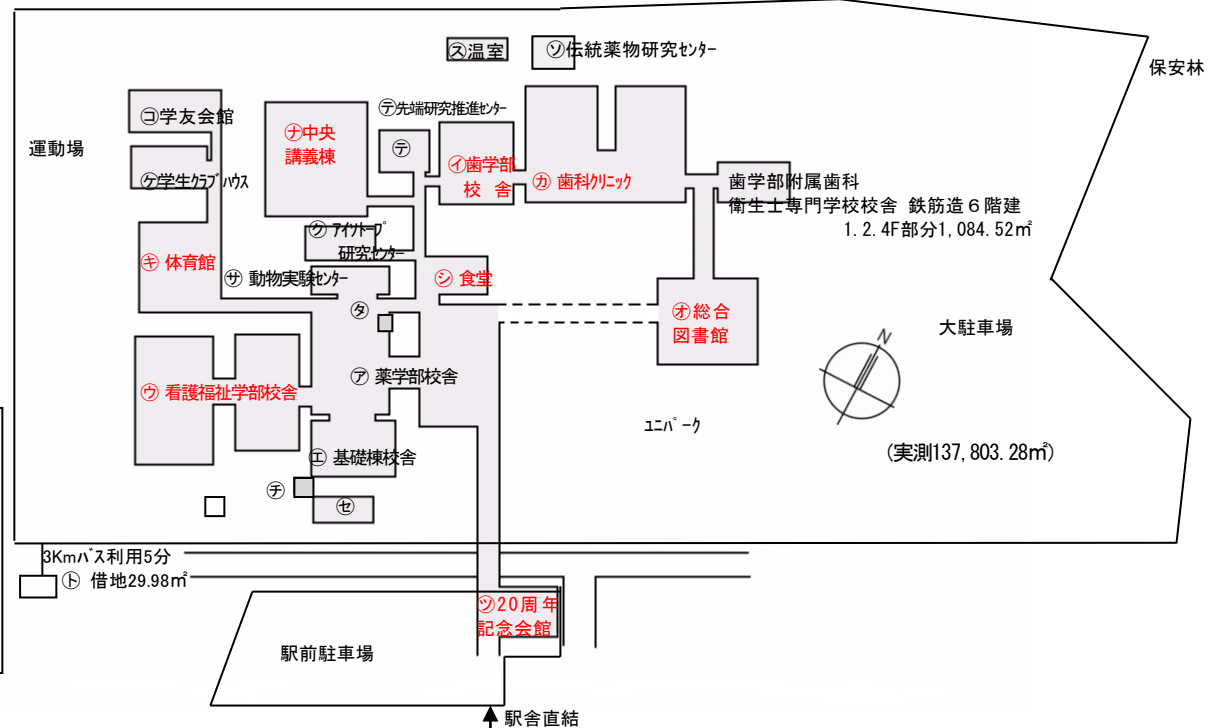 ㋜温室
㋞伝統薬物研究ｾﾝﾀｰ
保安林
運動場
㋙学友会館
㋘学生ｸﾗﾌﾞﾊｳｽ
㋤中央
講義棟
㋢先端研究推進ｾﾝﾀｰ
㋢
㋑歯学部
校 舎
㋕ 歯科ｸﾘﾆｯｸ
歯学部附属歯科
衛生士専門学校校舎 鉄筋造６階建
1.2.4F部分1,084.52㎡
㋗ ｱｲｿﾄｰﾌﾟ
研究ｾﾝﾀｰ
㋖ 体育館
㋚ 動物実験ｾﾝﾀｰ
㋛ 食堂
㋟
㋔総合
図書館
大駐車場
N
㋐ 薬学部校舎
㋒ 看護福祉学部校舎
ﾕﾆﾊﾟｰｸ
(実測137,803.28㎡)
㋓ 基礎棟校舎
㋠
㋝
3Kmﾊﾞｽ利用5分
㋣ 借地29.98㎡
㋡20周年
記念会館
駅前駐車場
駅舎直結